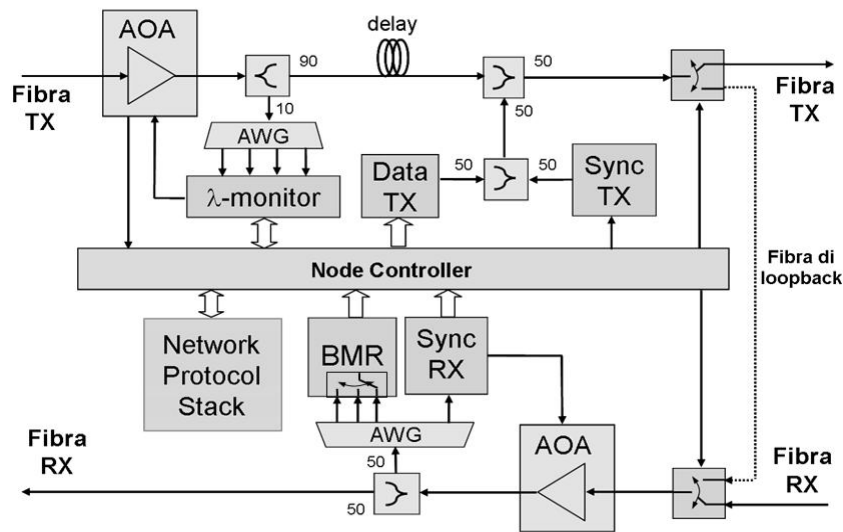 AOA
delay
90
50
Fibra
TX
10
50
Fibra
TX
AWG
λ-monitor
Data
TX
50
50
Sync
TX
Node Controller
Fibra di
loopback
Network
Protocol
Stack
BMR
Sync
RX
AWG
AOA
Fibra
RX
50
50
Fibra
RX